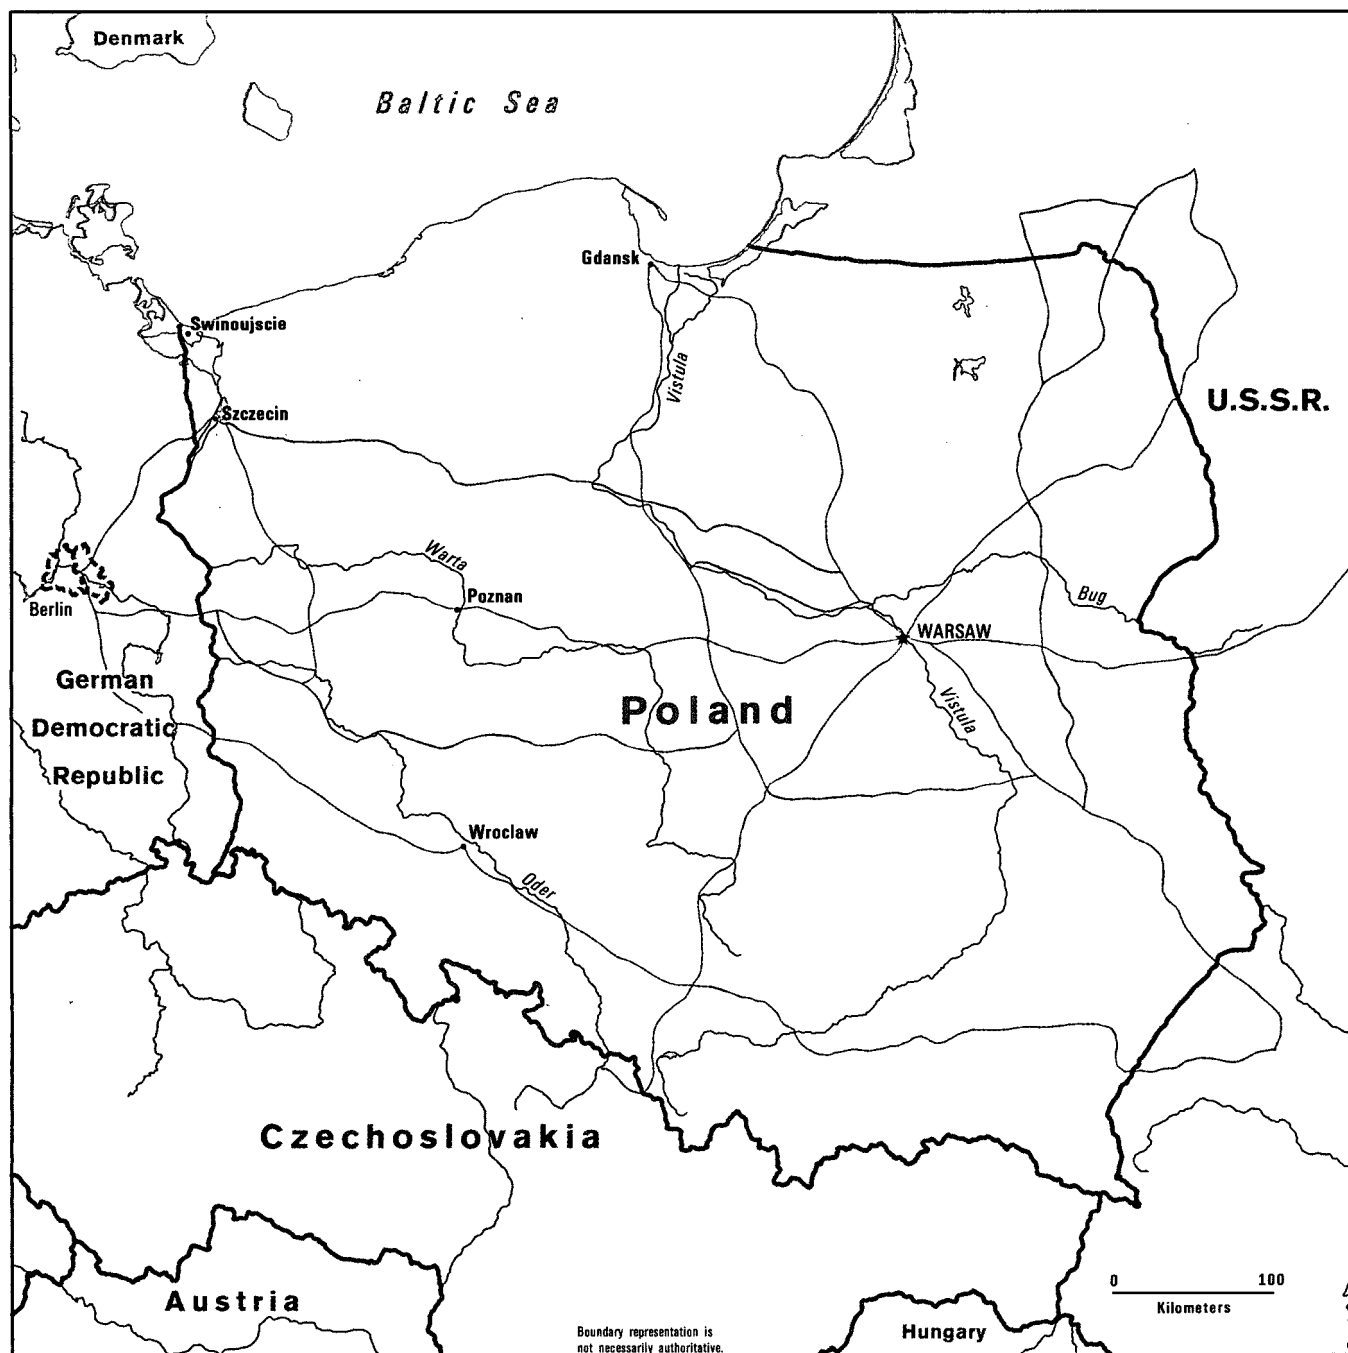 Denmark
Baltic Sea
Gdansk
Swinoujscie
Vistula
U.S.S.R.
Szczecin
Warta
Berlin
Poznan
Bug
WARSAW
German
Democratic
Republic
Poland
Vistula
Wroclaw
Oder
Czechoslovakia
0 100
Kilometers
Austria
Hungary
Boundary representation is
not necessarily authoritative.